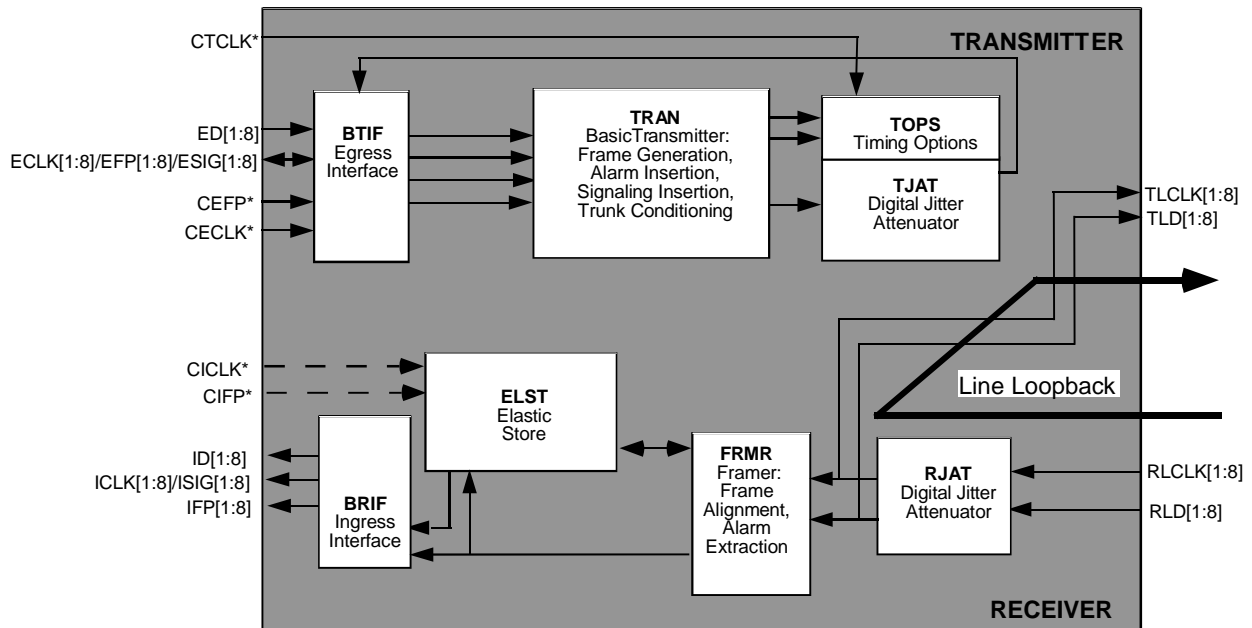 CTCLK*
TRANSMITTER
ED[1:8]
ECLK[1:8]/EFP[1:8]/ESIG[1:8]
CEFP*
CECLK*
BTIF
Egress
Interface
TRAN
BasicTransmitter:
Frame Generation,
Alarm Insertion,
Signaling Insertion,
Trunk Conditioning
TOPS
Timing Options
TJAT
Digital Jitter
Attenuator
TLCLK[1:8]
TLD[1:8]
Line Loopback
CICLK*
CIFP*
ELST
Elastic
Store
ID[1:8]
ICLK[1:8]/ISIG[1:8]
IFP[1:8]
BRIF
Ingress
Interface
FRMR
Framer:
Frame
Alignment,
Alarm
Extraction
RJAT
Digital Jitter
Attenuator
RLCLK[1:8]
RLD[1:8]
RECEIVER